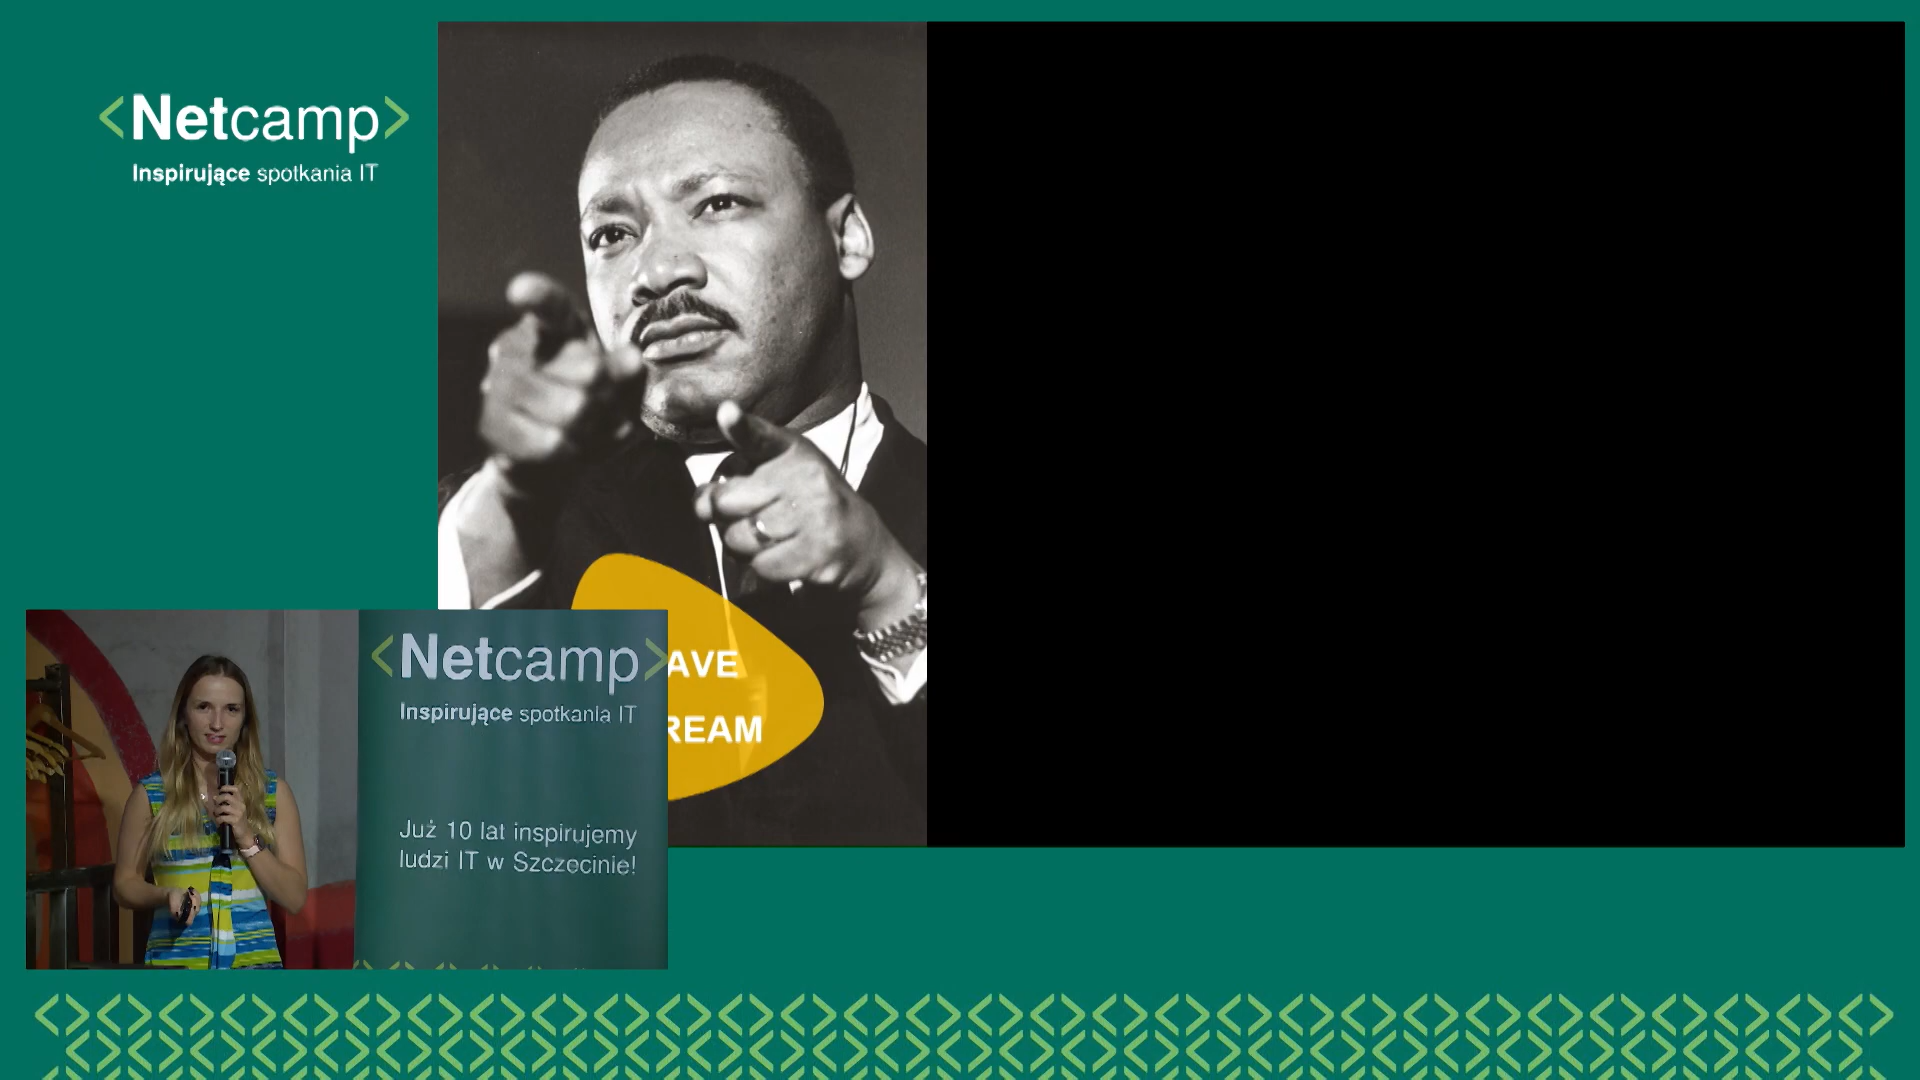 <Netcamp>
Inspirujące spotkania IT
AVE
REAM
<Netcamp>
Inspirujące spotkania IT
Już 10 lat inspirujemy
ludzi IT w Szczecinie!